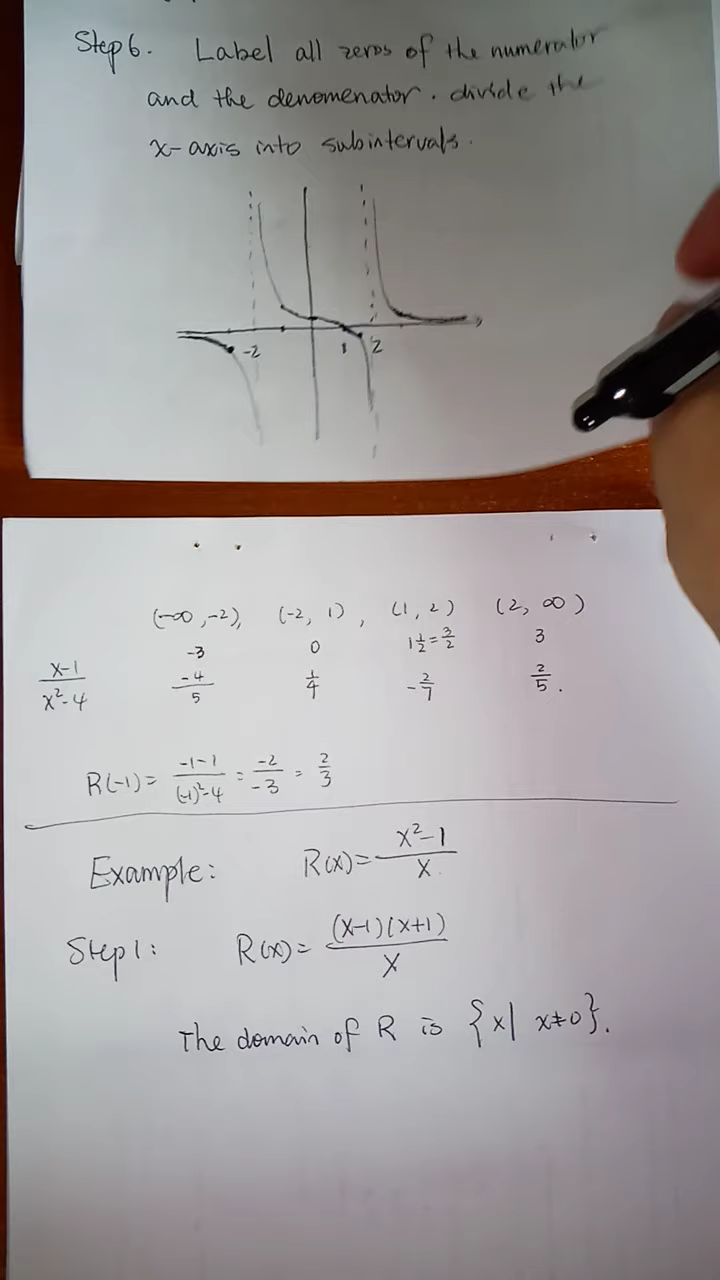 Step 6. Label all zeros of the numerator
and the denomenator. divide the
x-axis into subintervals.
-2 1 2
(-∞, -2), (-2, 1), (1, 2) (2, ∞)
-3 0 1 1/2 = 3/2 3
x-1/x²-4 -4/5 1/4 -2/7 2/5.
R(-1) = -1-1/(-1)²-4 = -2/-3 = 2/3
Example: R(x) = x²-1/x.
Step 1: R(x) = (x-1)(x+1)/x
The domain of R is {x| x≠0}.